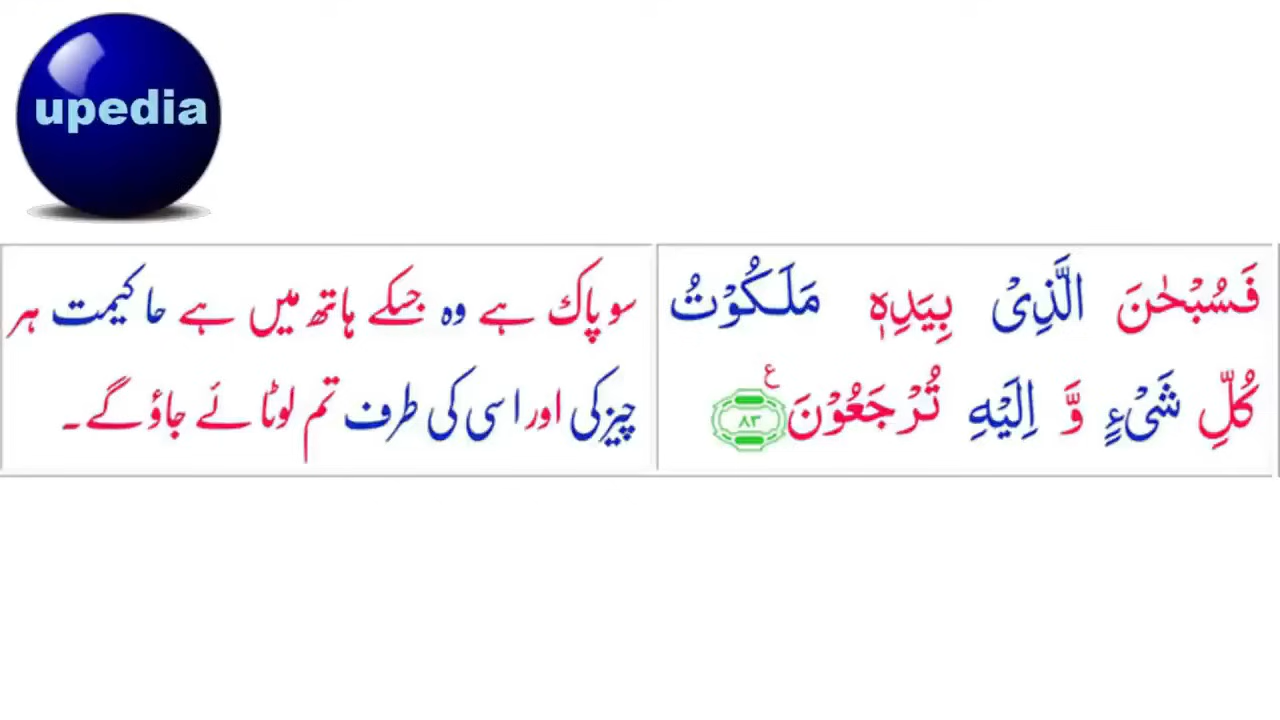 upedia
فَسُبْحٰنَ الَّذِیْ بِیَدِهٖ مَلَكُوْتُ
كُلِّ شَیْءٍ وَّ اِلَیْهِ تُرْجَعُوْنَ ۧ ۸۳
سو پاک ہے وہ جسکے ہاتھ میں ہے حاکیمت ہر
چیز کی اور اسی کی طرف تم لوٹائے جاؤ گے۔